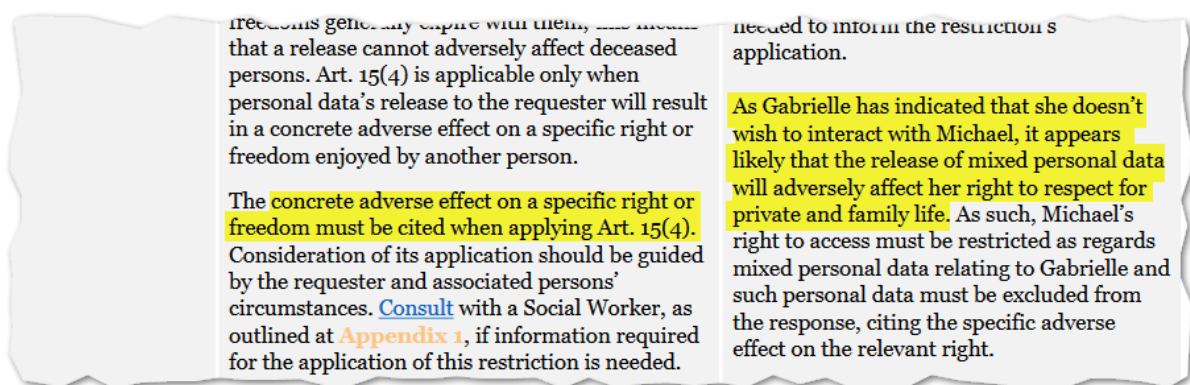 that a release cannot adversely affect deceased
persons. Art. 15(4) is applicable only when
personal data's release to the requester will result
in a concrete adverse effect on a specific right or
freedom enjoyed by another person.
The concrete adverse effect on a specific right or
freedom must be cited when applying Art. 15(4).
Consideration of its application should be guided
by the requester and associated persons'
circumstances. Consult with a Social Worker, as
outlined at Appendix 1, if information required
for the application of this restriction is needed.
needed to inform the restriction's
application.
As Gabrielle has indicated that she doesn't
wish to interact with Michael, it appears
likely that the release of mixed personal data
will adversely affect her right to respect for
private and family life. As such, Michael's
right to access must be restricted as regards
mixed personal data relating to Gabrielle and
such personal data must be excluded from
the response, citing the specific adverse
effect on the relevant right.